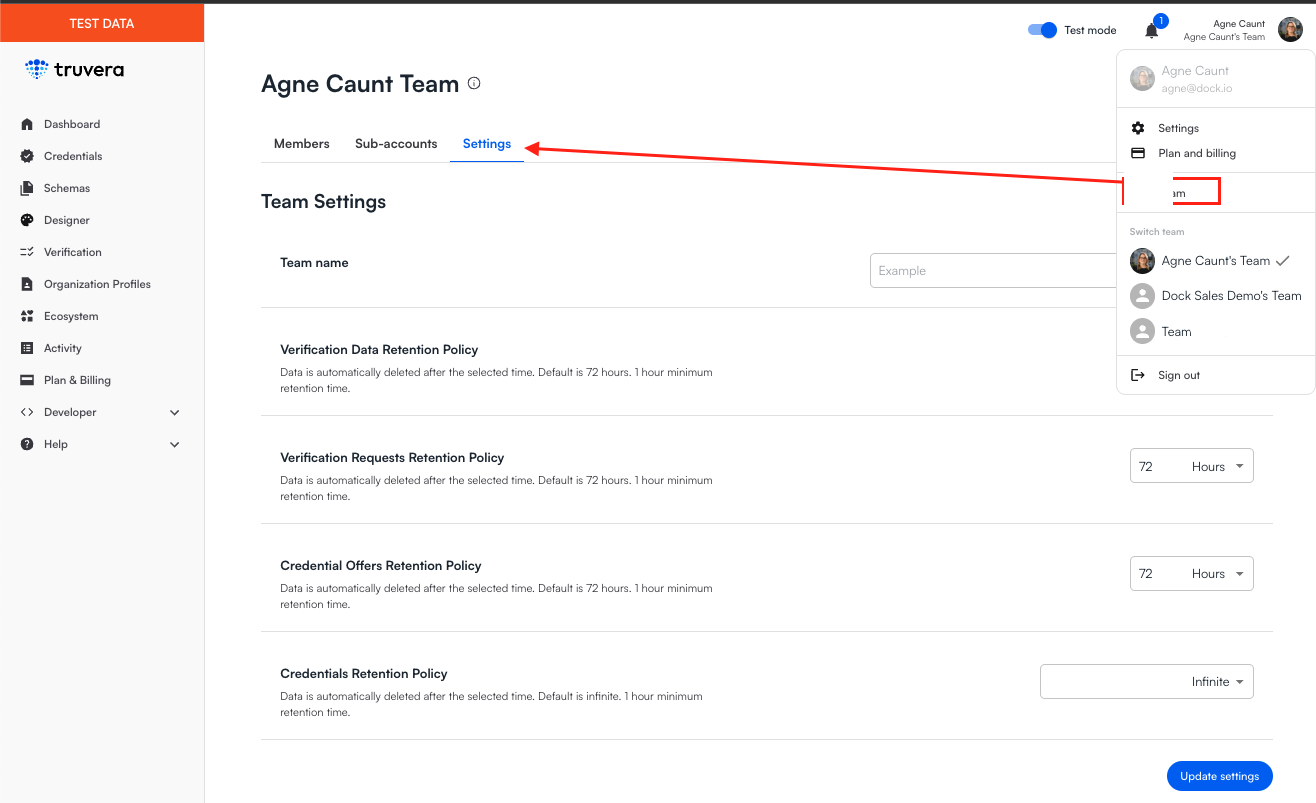 TEST DATA
truvera
Dashboard
Credentials
Schemas
Designer
Verification
Organization Profiles
Ecosystem
Activity
Plan & Billing
Developer
Help
Test mode
1
Agne Caunt
Agne Caunt's Team
Agne Caunt Team
Members
Sub-accounts
Settings
Team Settings
Team name
Example
Verification Data Retention Policy
Data is automatically deleted after the selected time. Default is 72 hours. 1 hour minimum
retention time.
Verification Requests Retention Policy
Data is automatically deleted after the selected time. Default is 72 hours. 1 hour minimum
retention time.
72 Hours
Credential Offers Retention Policy
Data is automatically deleted after the selected time. Default is 72 hours. 1 hour minimum
retention time.
72 Hours
Credentials Retention Policy
Data is automatically deleted after the selected time. Default is infinite. 1 hour minimum
retention time.
Infinite
Update settings
Agne Caunt
agne@dock.io
Settings
Plan and billing
am
Switch team
Agne Caunt's Team
Dock Sales Demo's Team
Team
Sign out